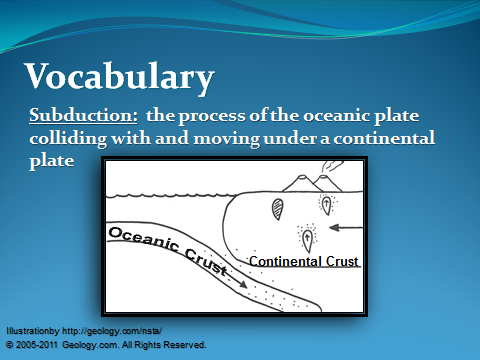 Vocabulary
Subduction: the process of the oceanic plate
colliding with and moving under a continental
plate
Oceanic Crust
Continental Crust
Illustrationby http://geology.com/nsta/
© 2005-2011 Geology.com. All Rights Reserved.